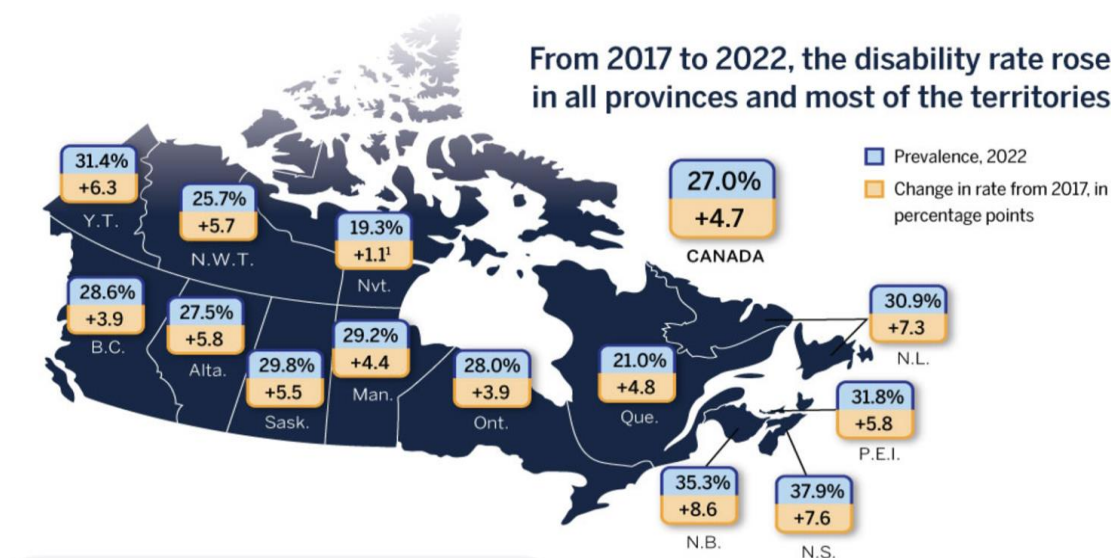 From 2017 to 2022, the disability rate rose
in all provinces and most of the territories
Prevalence, 2022
Change in rate from 2017, in
percentage points
27.0%
+4.7
CANADA
31.4%
+6.3
Y.T.
25.7%
+5.7
N.W.T.
19.3%
+1.1¹
Nvt.
28.6%
+3.9
B.C.
27.5%
+5.8
Alta.
29.8%
+5.5
Sask.
29.2%
+4.4
Man.
28.0%
+3.9
Ont.
21.0%
+4.8
Que.
30.9%
+7.3
N.L.
31.8%
+5.8
P.E.I.
35.3%
+8.6
N.B.
37.9%
+7.6
N.S.